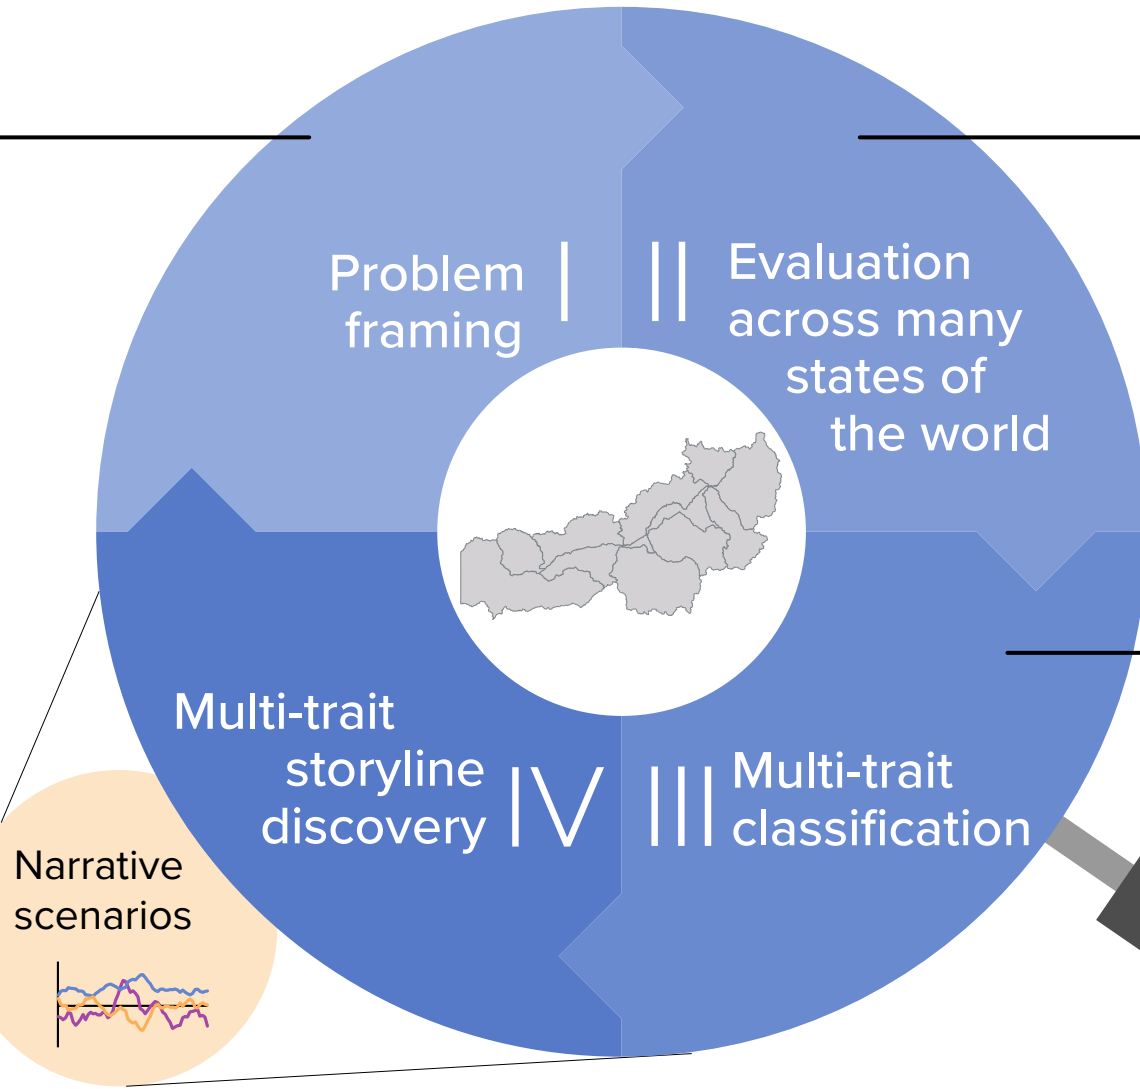 Problem
framing
I
II
Evaluation
across many
states of
the world
Multi-trait
storyline
discovery
IV
III
Multi-trait
classification
Narrative
scenarios